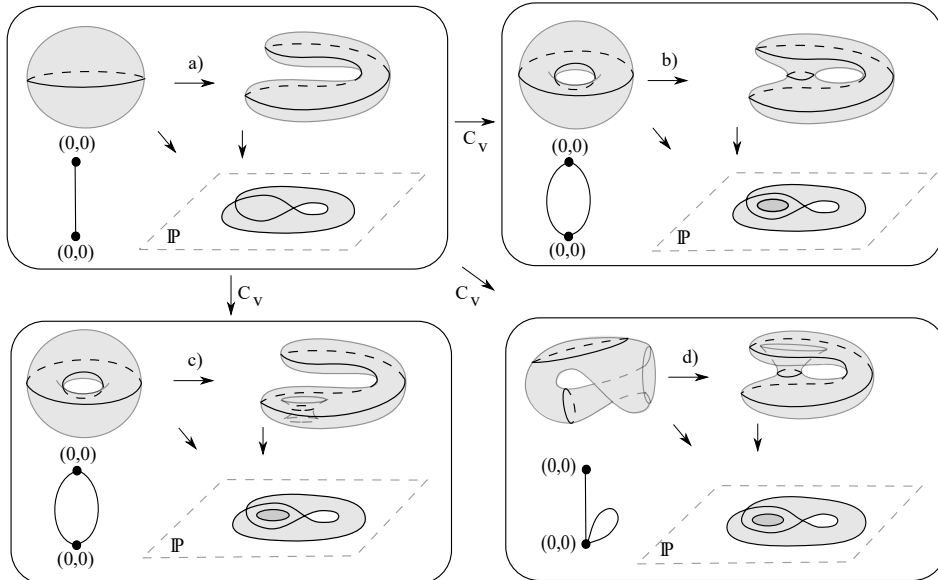 a)
(0,0)
(0,0)
ℙ
C_v
b)
(0,0)
(0,0)
ℙ
C_v
C_v
c)
(0,0)
(0,0)
ℙ
d)
(0,0)
(0,0)
ℙ